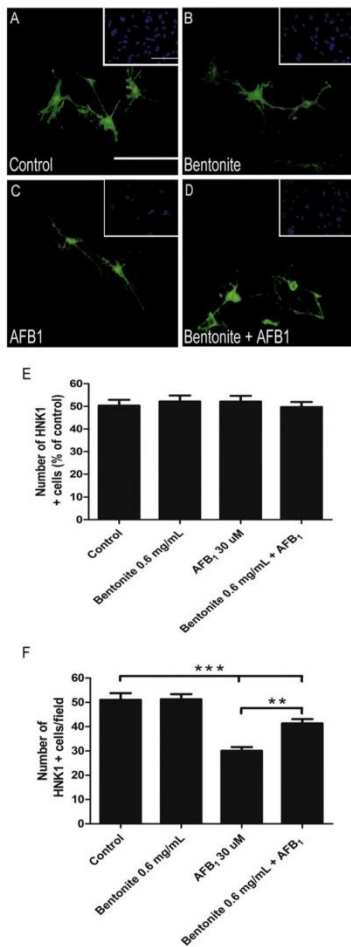 A
B
Control
Bentonite
C
D
AFB1
Bentonite + AFB1
E
Number of HNK1
+ cells (% of control)
60
50
40
30
20
10
0
Control
Bentonite 0.6 mg/mL
AFB₁ 30 uM
Bentonite 0.6 mg/mL + AFB₁
F
Number of
HNK1 + cells/field
60
50
40
30
20
10
0
***
**
Control
Bentonite 0.6 mg/mL
AFB₁ 30 uM
Bentonite 0.6 mg/mL + AFB₁